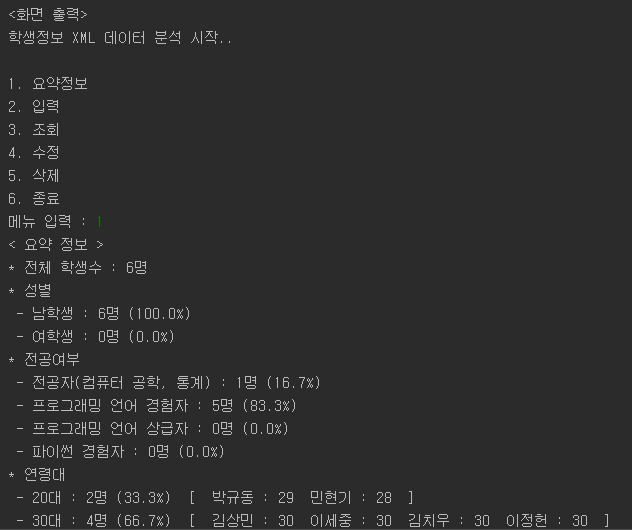 <화면 출력>
학생정보 XML 데이터 분석 시작..
1. 요약정보
2. 입력
3. 조회
4. 수정
5. 삭제
6. 종료
메뉴 입력 :
< 요약 정보 >
* 전체 학생수 : 6명
* 성별
- 남학생 : 6명 (100.0%)
- 여학생 : 0명 (0.0%)
* 전공여부
- 전공자(컴퓨터 공학, 통계) : 1명 (16.7%)
- 프로그래밍 언어 경험자 : 5명 (83.3%)
- 프로그래밍 언어 상급자 : 0명 (0.0%)
- 파이썬 경험자 : 0명 (0.0%)
* 연령대
- 20대 : 2명 (33.3%) [ 박규동 : 29 민현기 : 28 ]
- 30대 : 4명 (66.7%) [ 김상민 : 30 이세중 : 30 김치우 : 30 이정헌 : 30 ]